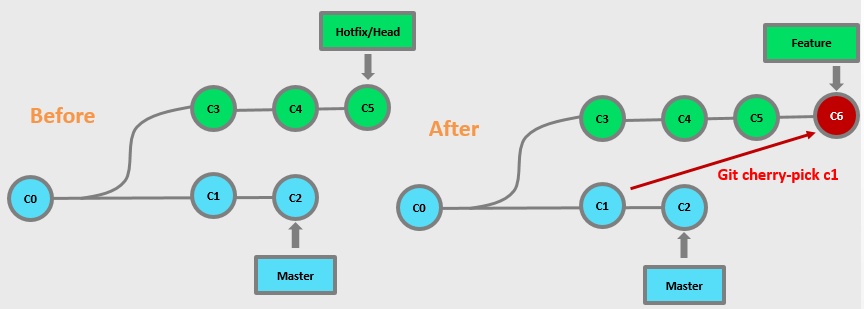 Hotfix/Head
Before
C3
C4
C5
C0
C1
C2
Master
Feature
After
C3
C4
C5
C6
Git cherry-pick c1
C0
C1
C2
Master